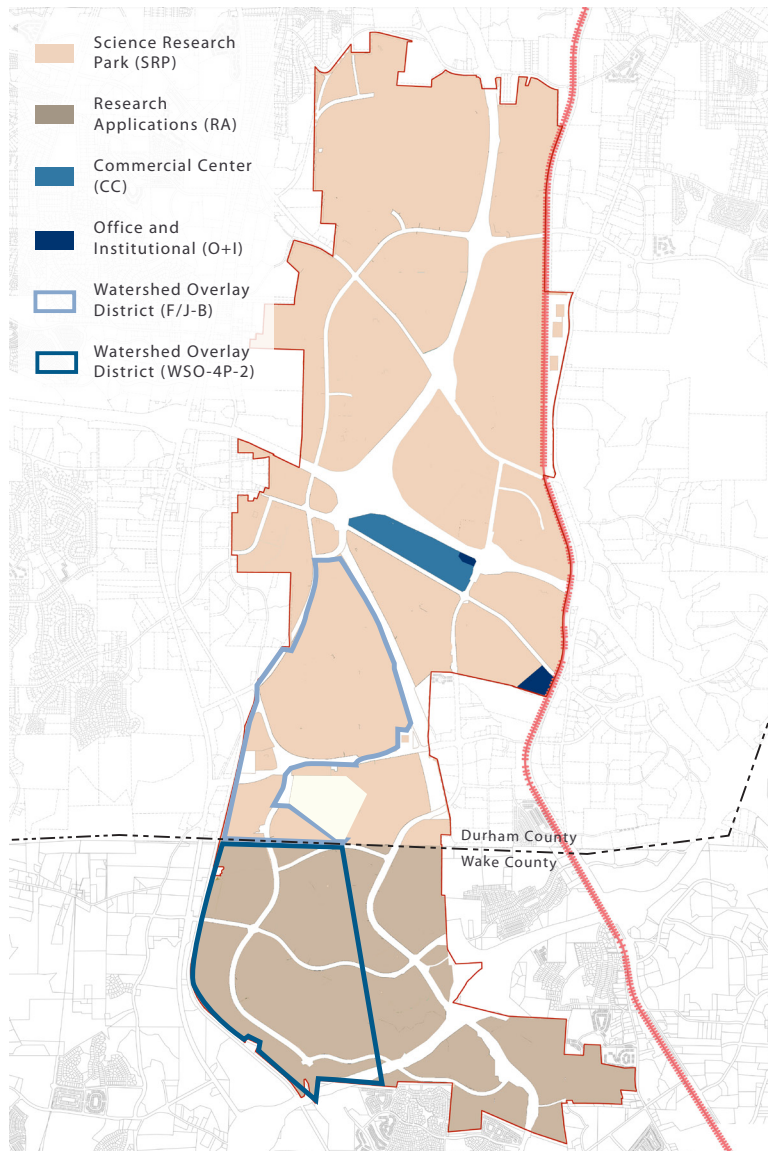 Science Research
Park (SRP)
Research
Applications (RA)
Commercial Center
(CC)
Office and
Institutional (O+I)
Watershed Overlay
District (F/J-B)
Watershed Overlay
District (WSO-4P-2)
Durham County
Wake County